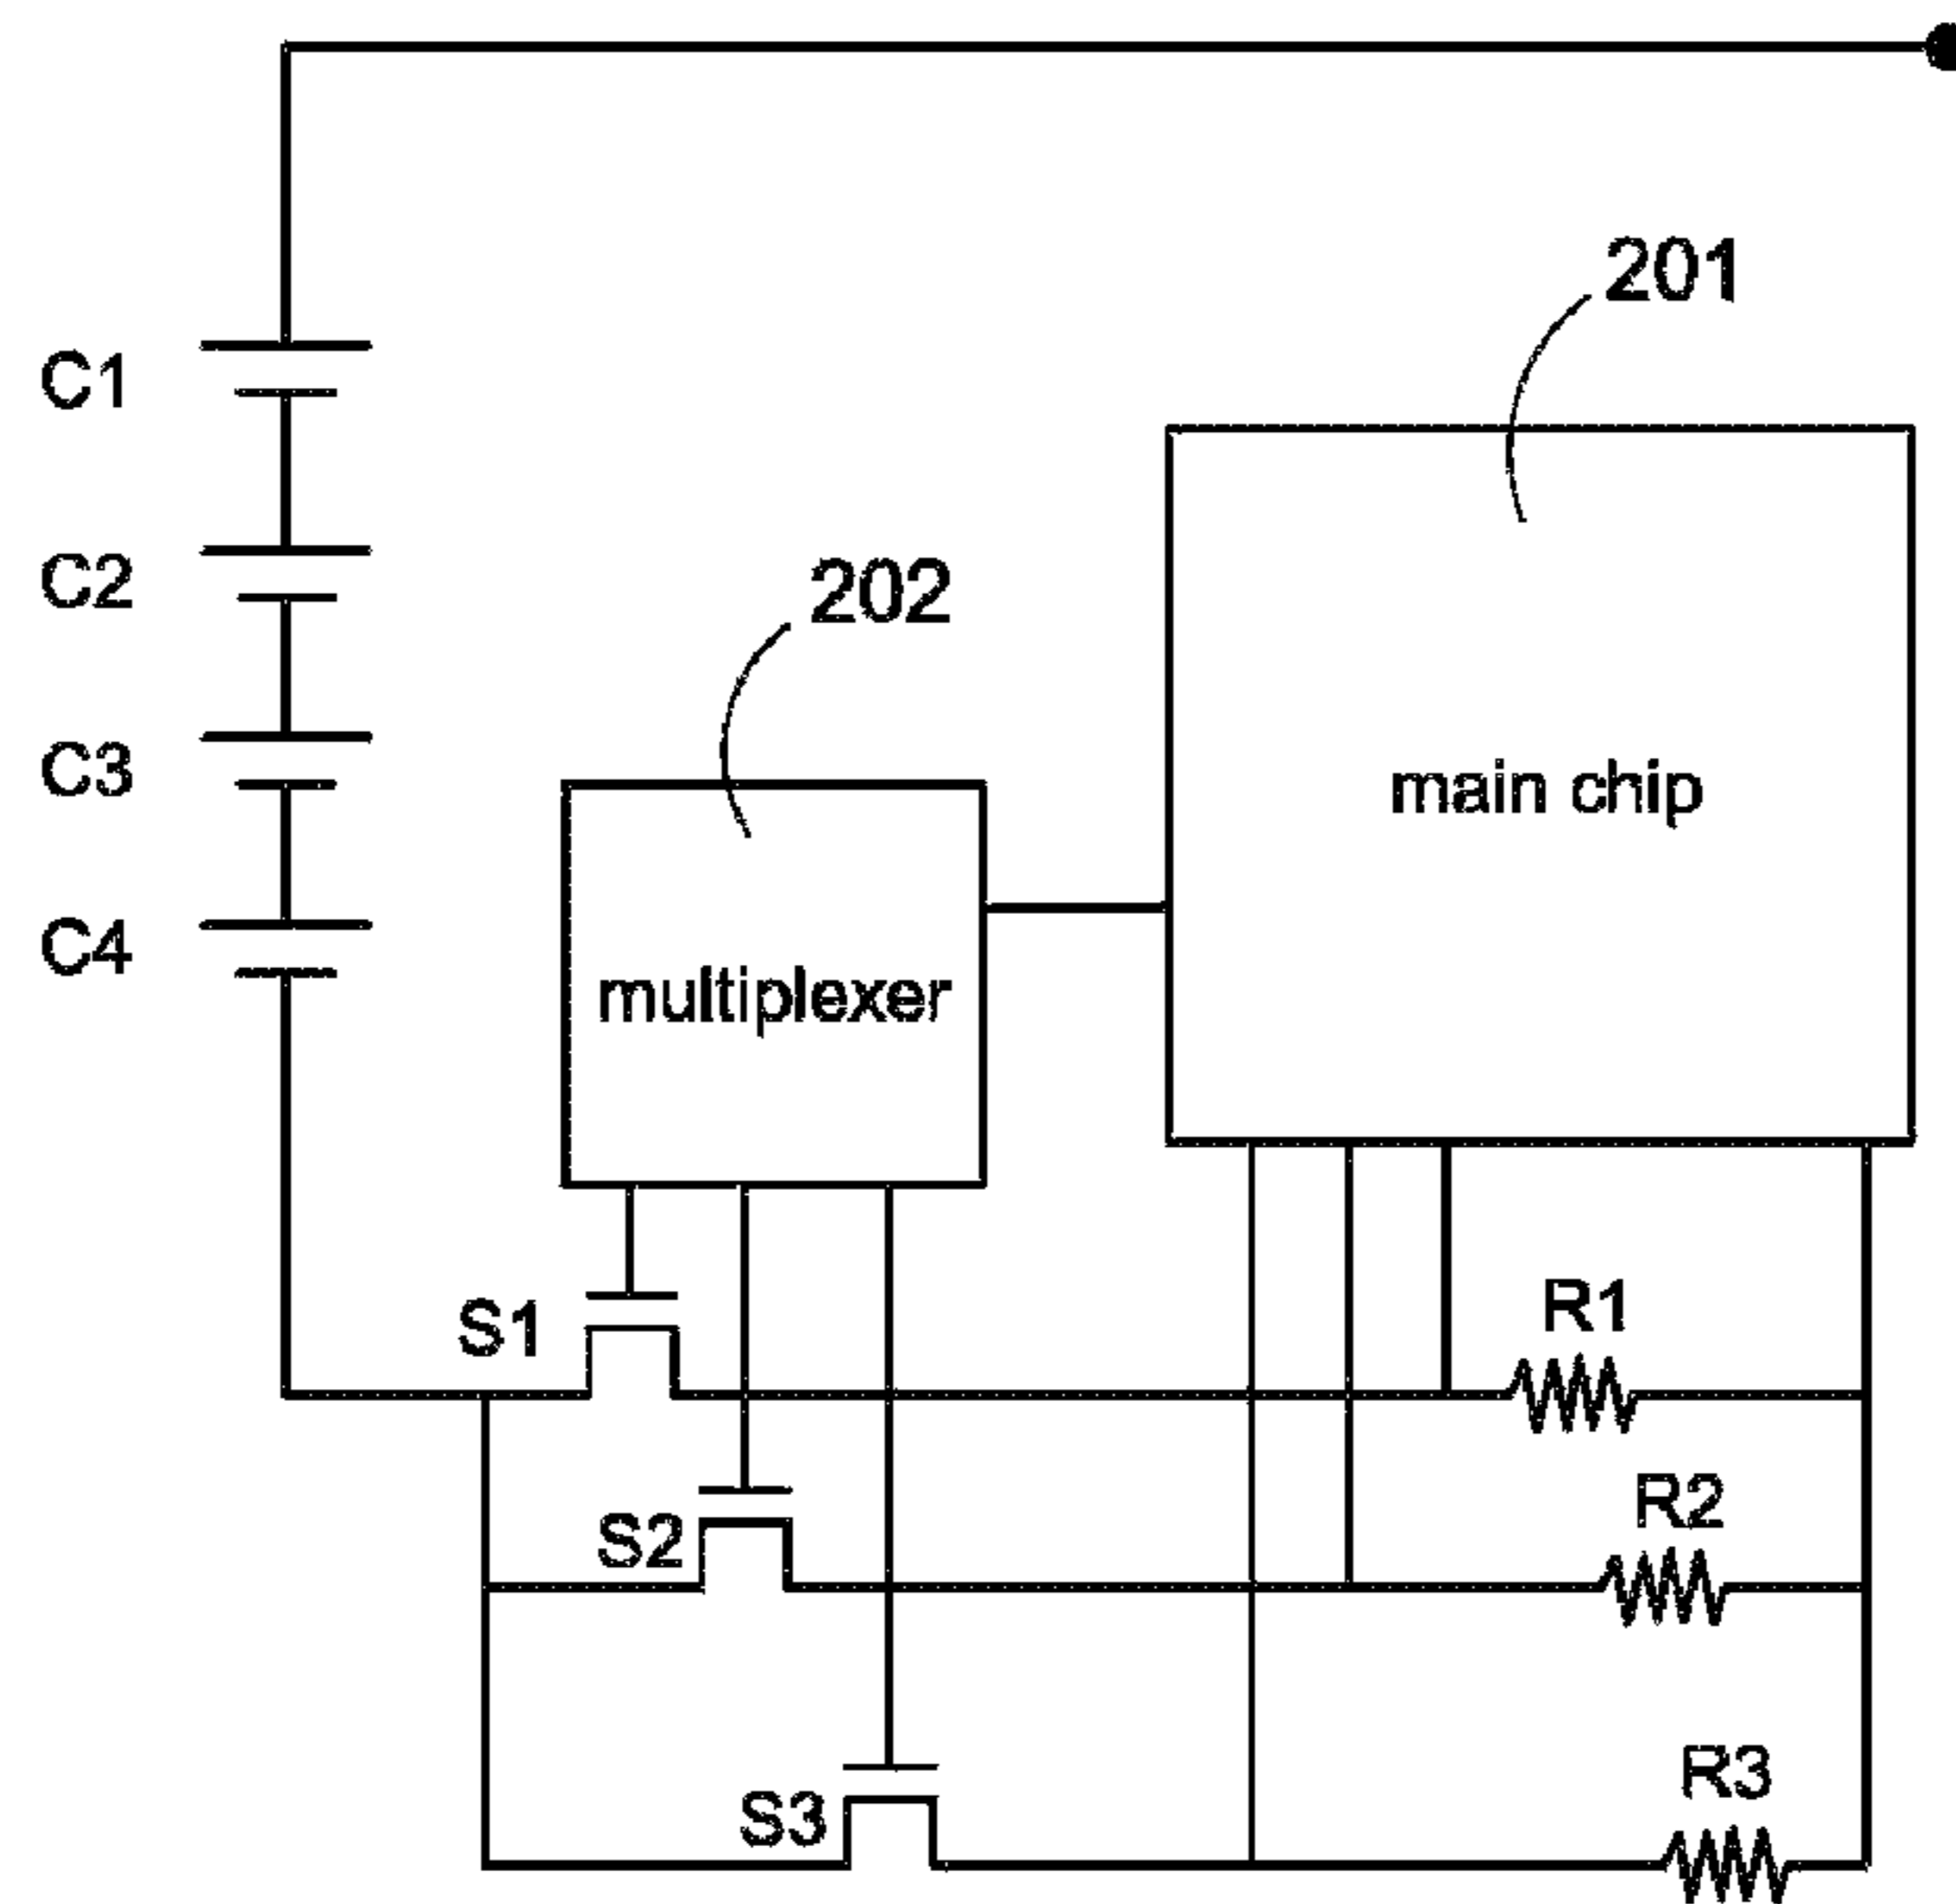 201
C1
202
C2
main chip
C3
C4
multiplexer
R1
S1
R2
S2
R3
S3